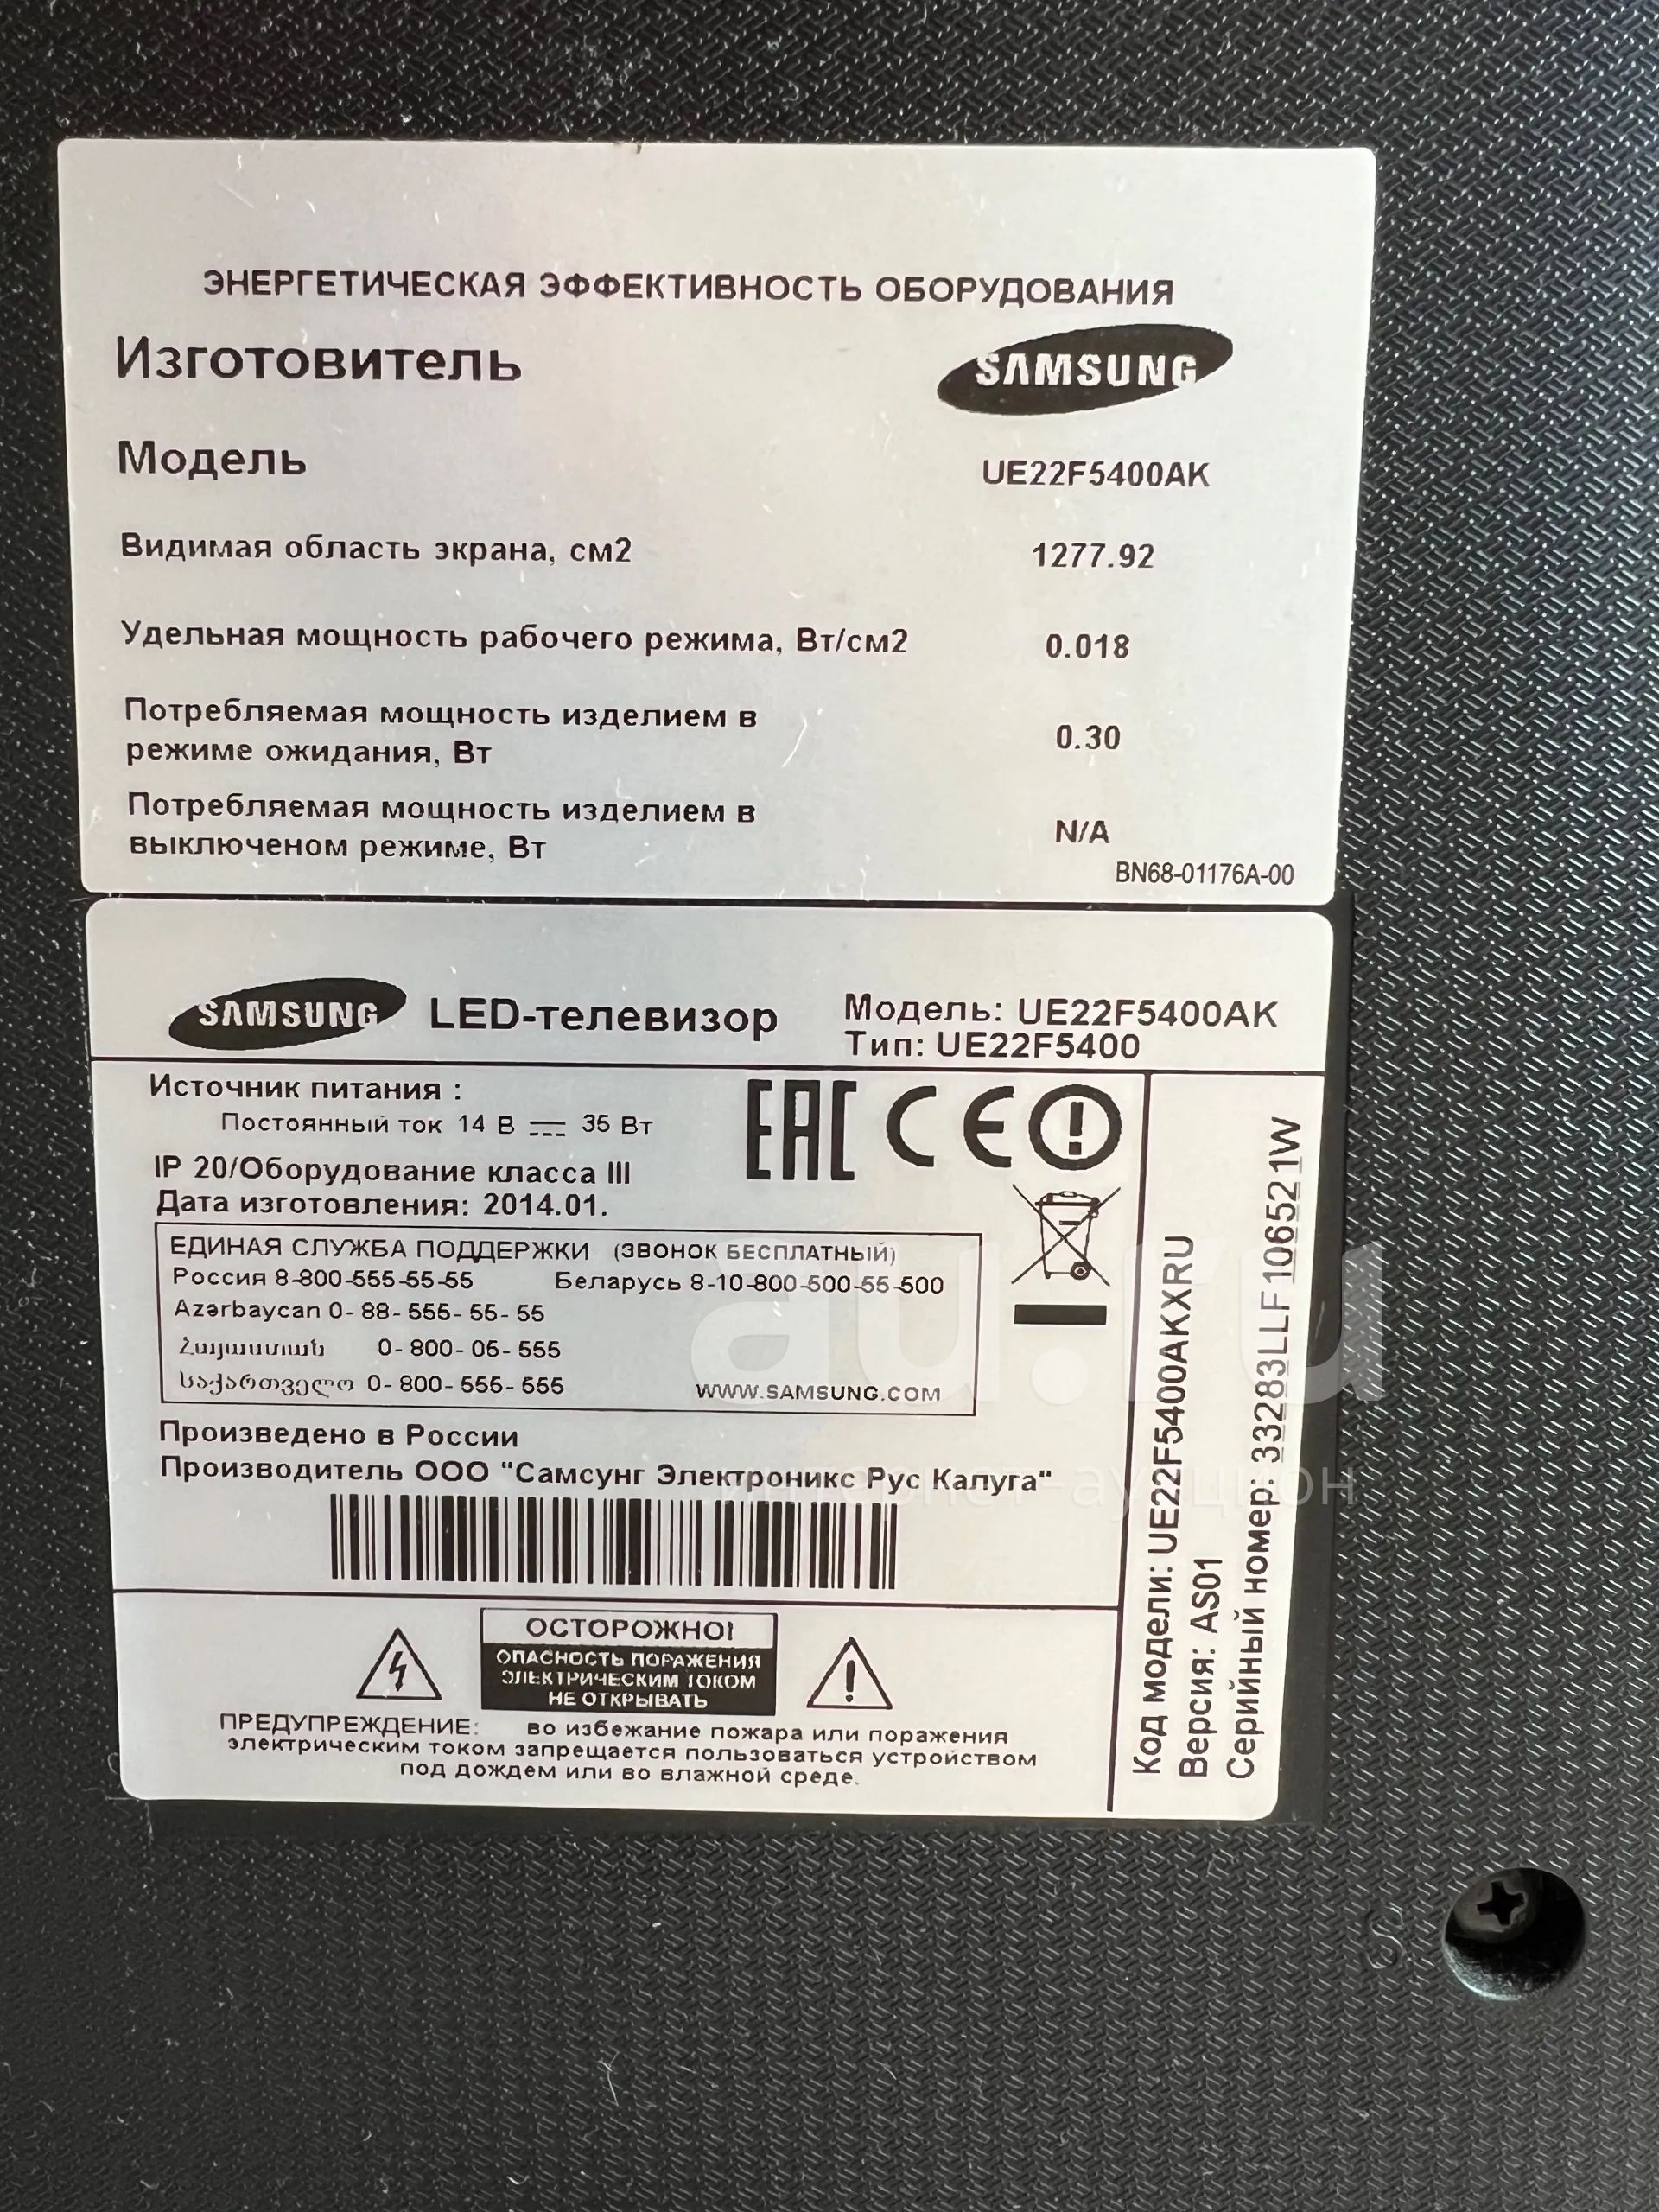 ЭНЕРГЕТИЧЕСКАЯ ЭФФЕКТИВНОСТЬ ОБОРУДОВАНИЯ
Изготовитель SAMSUNG
Модель UE22F5400AK
Видимая область экрана, см2 1277.92
Удельная мощность рабочего режима, Вт/см2 0.018
Потребляемая мощность изделием в
режиме ожидания, Вт 0.30
Потребляемая мощность изделием в
выключеном режиме, Вт N/A
BN68-01176A-00
SAMSUNG LED-телевизор Модель: UE22F5400AK
Тип: UE22F5400
Источник питания :
Постоянный ток 14 В 35 Вт
EAC CE
IP 20/Оборудование класса III
Дата изготовления: 2014.01.
ЕДИНАЯ СЛУЖБА ПОДДЕРЖКИ (ЗВОНОК БЕСПЛАТНЫЙ)
Россия 8-800-555-55-55 Беларусь 8-10-800-500-55-500
Azərbaycan 0-88-555-55-55
Հայաստան 0-800-05-555
საქართველო 0-800-555-555 WWW.SAMSUNG.COM
Произведено в России
Производитель ООО "Самсунг Электроникс Рус Калуга"
ОСТОРОЖНО!
ОПАСНОСТЬ ПОРАЖЕНИЯ
ЭЛЕКТРИЧЕСКИМ ТОКОМ
НЕ ОТКРЫВАТЬ
ПРЕДУПРЕЖДЕНИЕ: во избежание пожара или поражения
электрическим током запрещается пользоваться устройством
под дождем или во влажной среде.
Код модели: UE22F5400AKXRU
Версия: AS01
Серийный номер: 33283LLF106521W
au.ru
интернет-аукцион
S